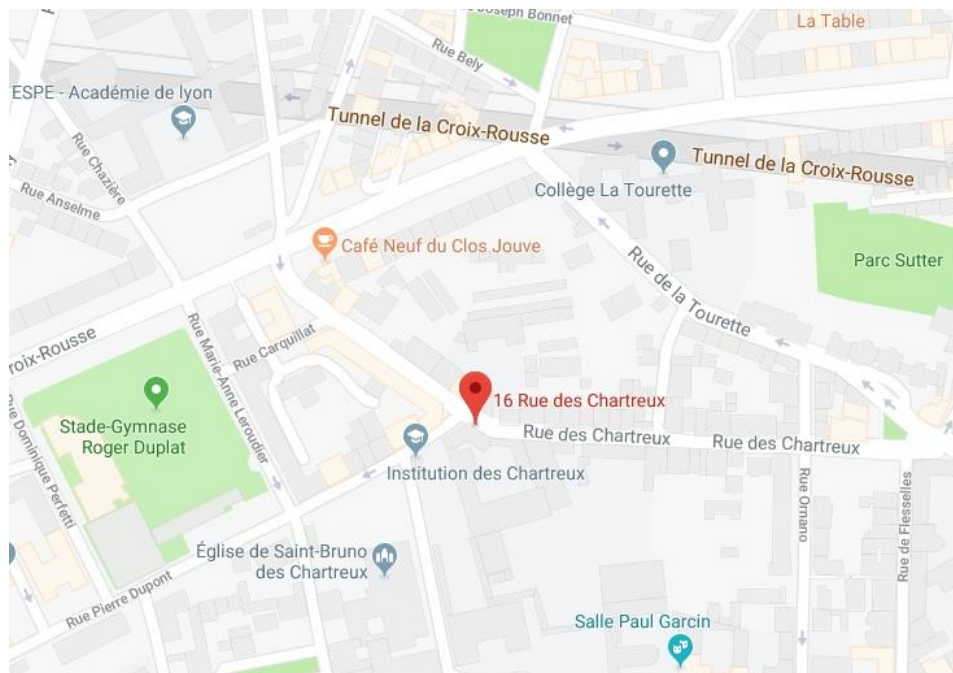 Joseph Bonnet
La Table
Rue Bely
ESPE - Académie de lyon
Tunnel de la Croix-Rousse
Tunnel de la Croix-Rousse
Rue Chazière
Collège La Tourette
Rue Anselme
Café Neuf du Clos Jouve
Parc Sutter
Rue de la Tourette
roix-Rousse
Rue Carquillat
Rue Marie-Anne Leroudier
16 Rue des Chartreux
Stade-Gymnase
Roger Duplat
Rue des Chartreux
Rue des Chartreux
Rue Dominique Perfetti
Institution des Chartreux
Rue Ornano
Rue de Flesselles
Église de Saint-Bruno
des Chartreux
Rue Pierre Dupont
Salle Paul Garcin